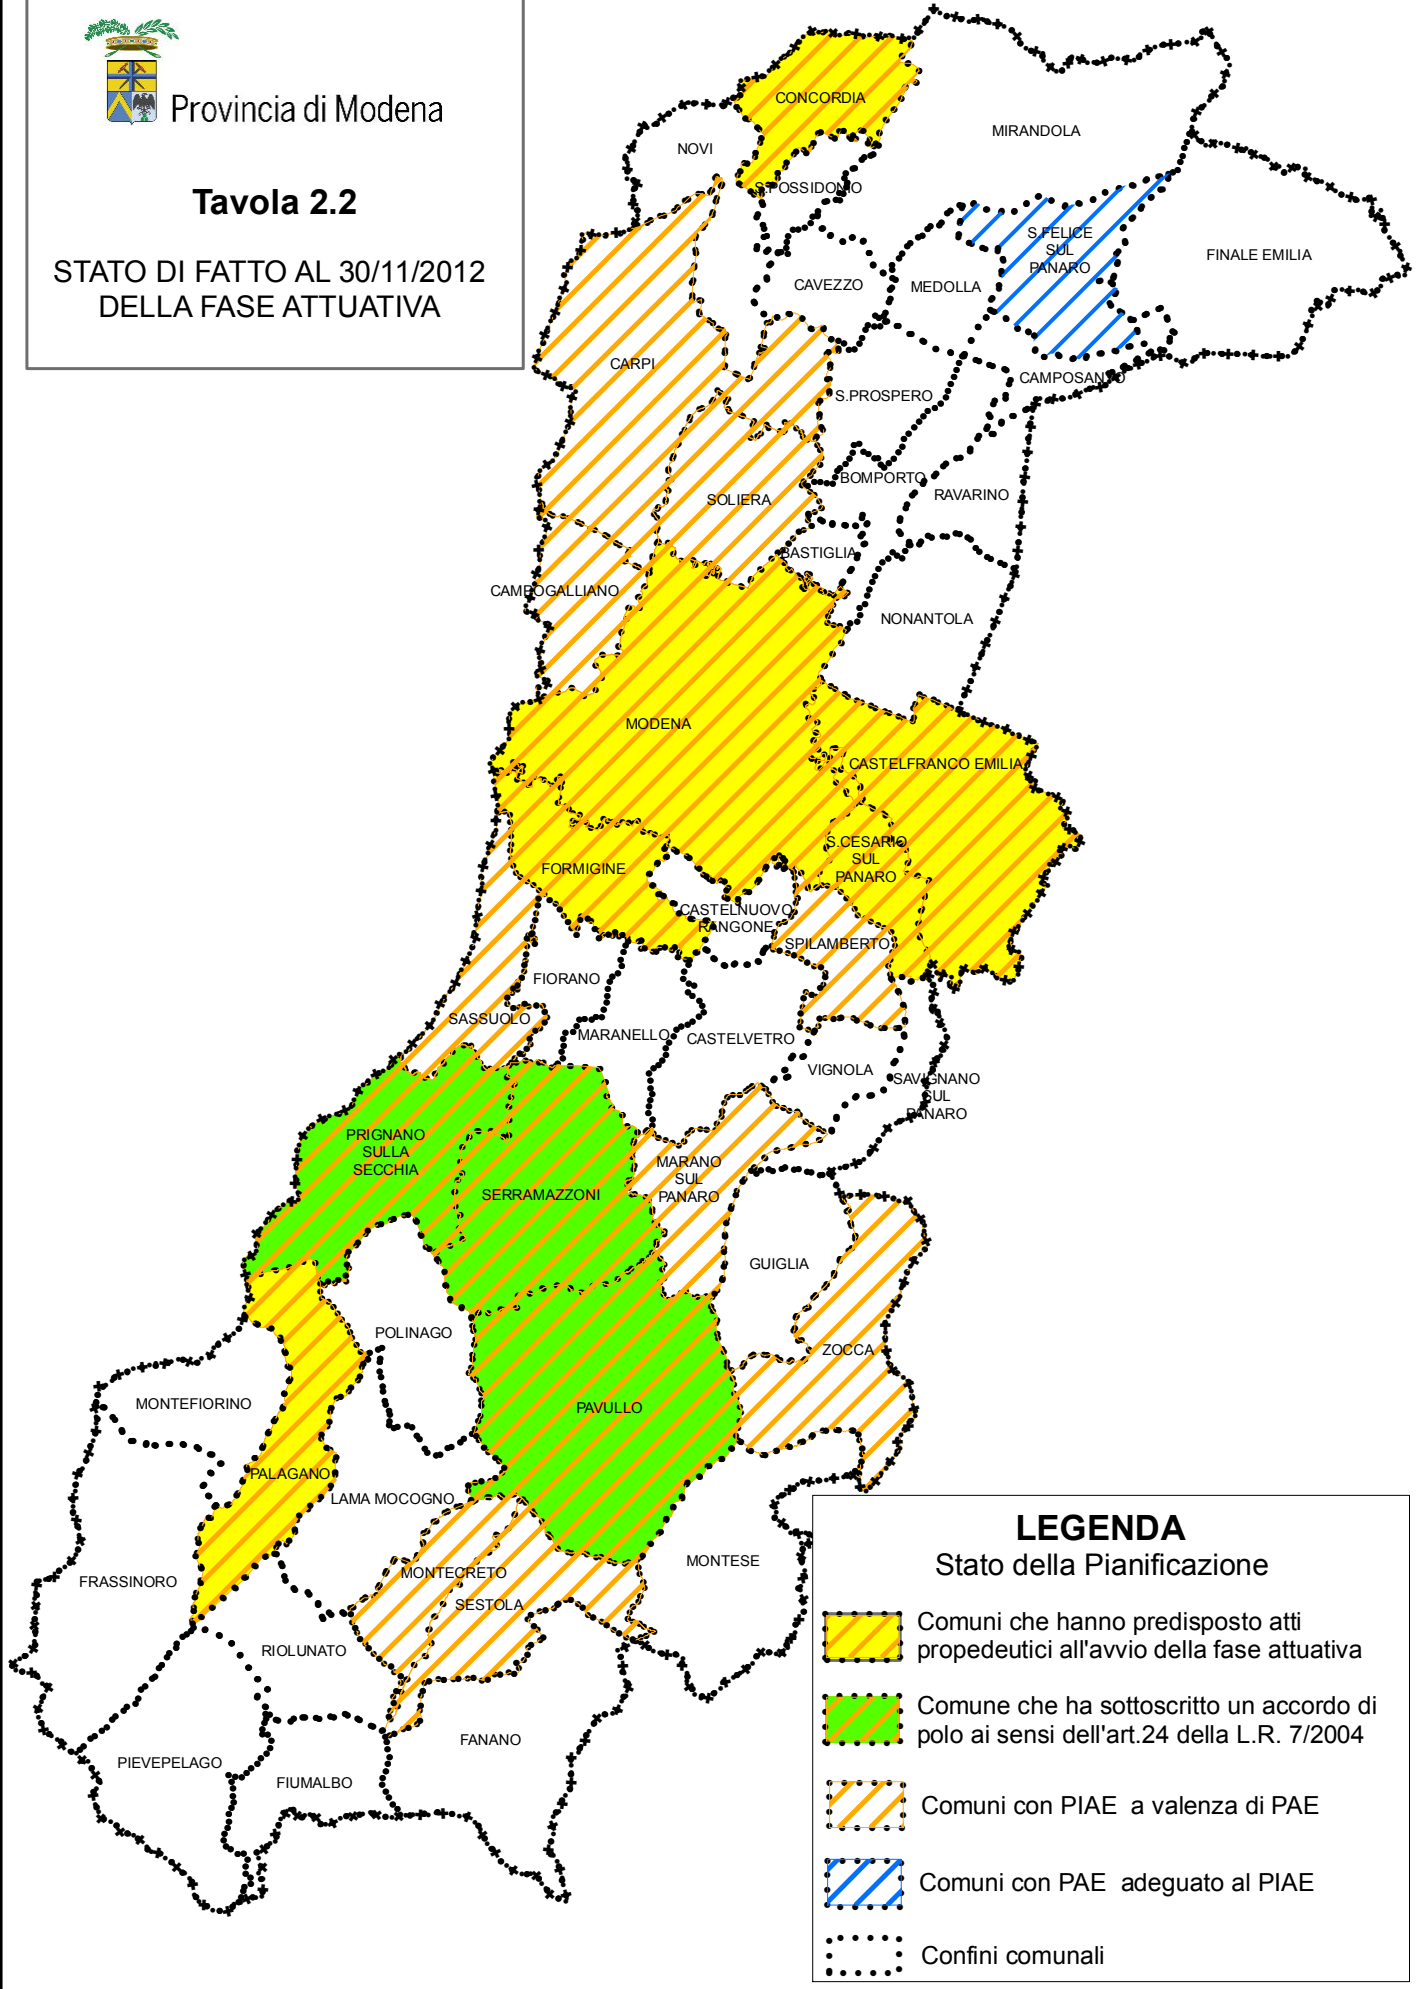 Provincia di Modena
Tavola 2.2
STATO DI FATTO AL 30/11/2012
DELLA FASE ATTUATIVA
CONCORDIA
MIRANDOLA
NOVI
S.POSSIDONIO
S.FELICE
SUL
PANARO
FINALE EMILIA
CAVEZZO
MEDOLLA
CARPI
CAMPOSANTO
S.PROSPERO
BOMPORTO
RAVARINO
SOLIERA
BASTIGLIA
CAMPOGALLIANO
NONANTOLA
MODENA
CASTELFRANCO EMILIA
S.CESARIO
SUL
PANARO
FORMIGINE
CASTELNUOVO
RANGONE
SPILAMBERTO
FIORANO
SASSUOLO
MARANELLO
CASTELVETRO
VIGNOLA
SAVIGNANO
SUL
PANARO
PRIGNANO
SULLA
SECCHIA
MARANO
SUL
PANARO
SERRAMAZZONI
GUIGLIA
POLINAGO
ZOCCA
MONTEFIORINO
PAVULLO
PALAGANO
LAMA MOCOGNO
MONTESE
FRASSINORO
MONTECRETO
SESTOLA
RIOLUNATO
FANANO
PIEVEPELAGO
FIUMALBO
LEGENDA
Stato della Pianificazione
Comuni che hanno predisposto atti
propedeutici all'avvio della fase attuativa
Comune che ha sottoscritto un accordo di
polo ai sensi dell'art.24 della L.R. 7/2004
Comuni con PIAE a valenza di PAE
Comuni con PAE adeguato al PIAE
Confini comunali